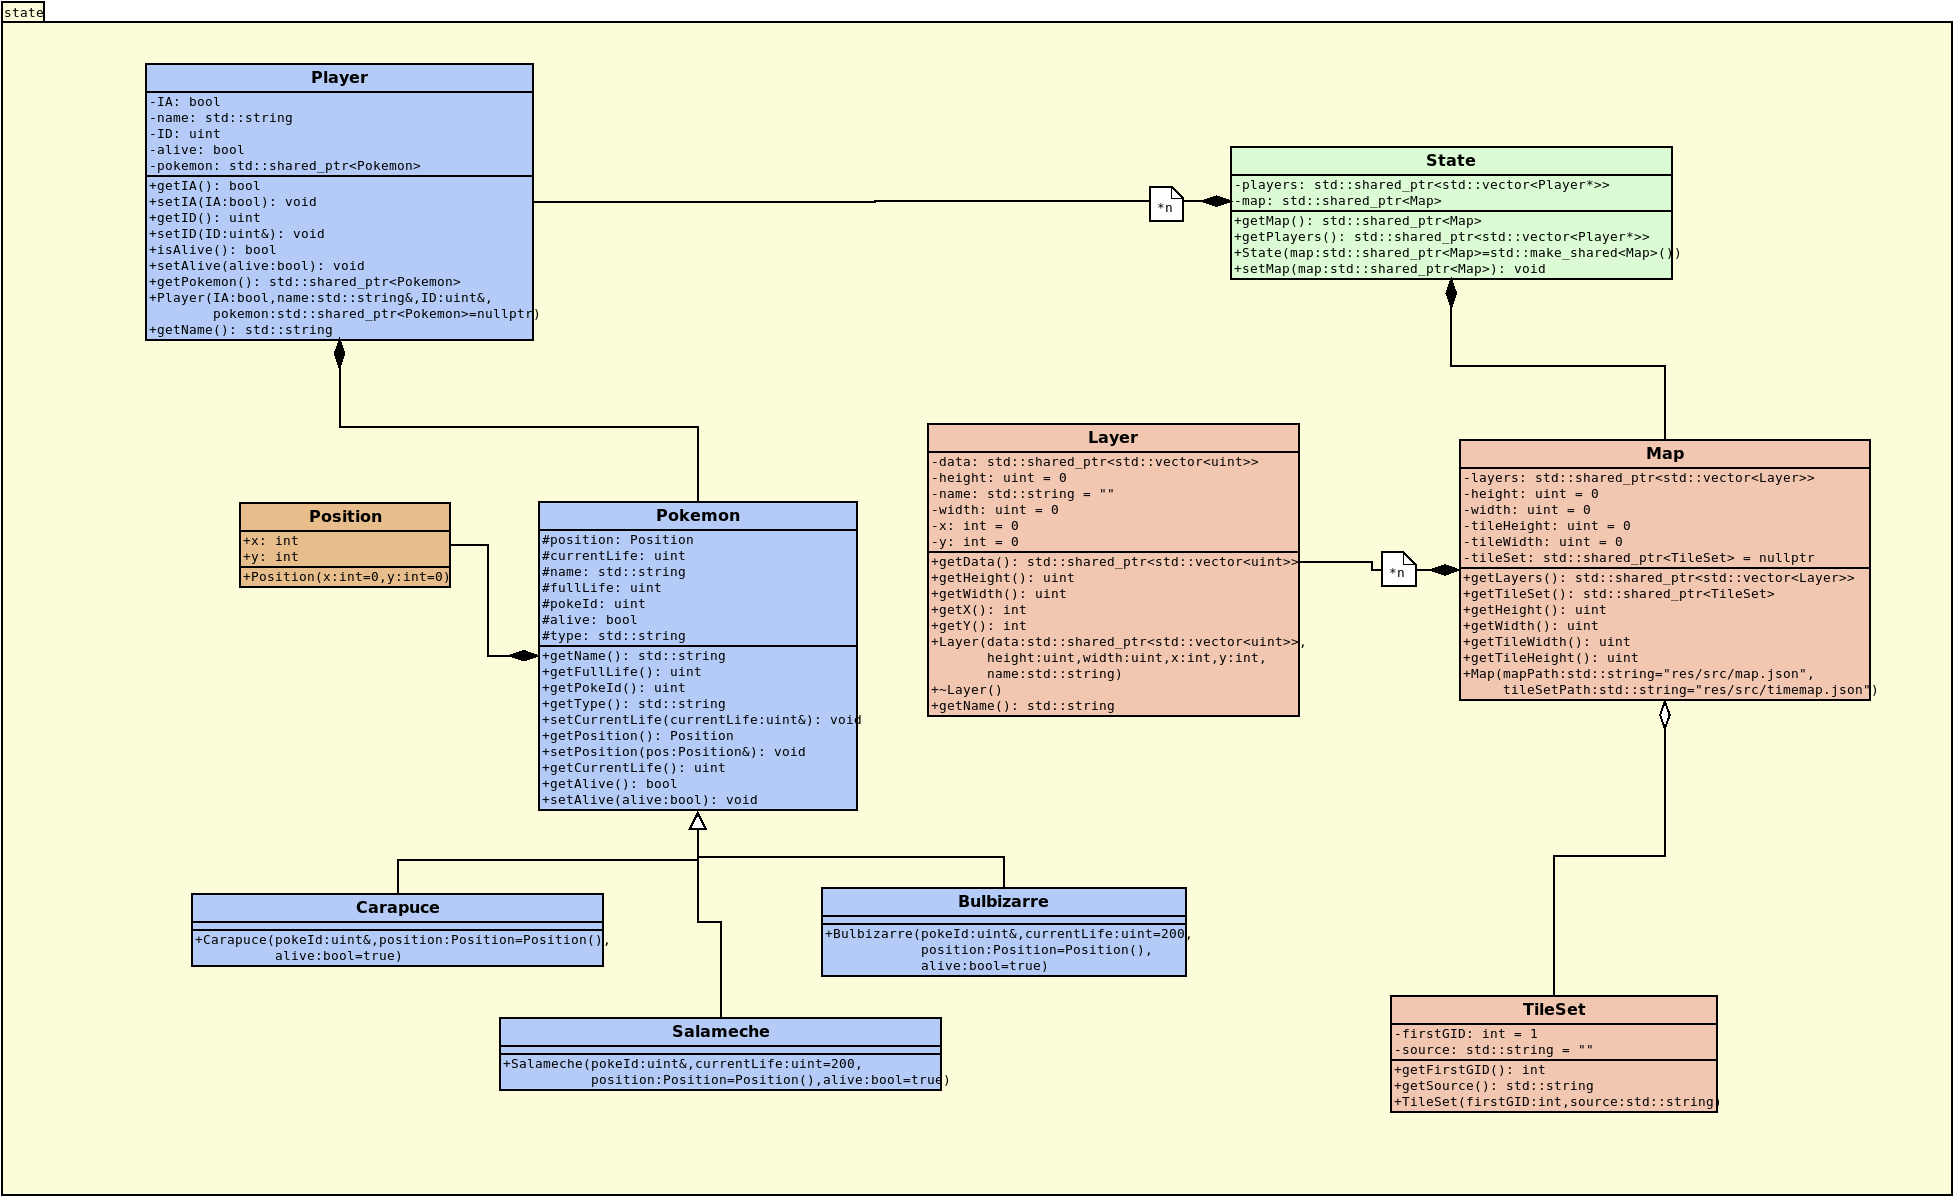 state
Player
-IA: bool
-name: std::string
-ID: uint
-alive: bool
-pokemon: std::shared_ptr<Pokemon>
+getIA(): bool
+setIA(IA:bool): void
+getID(): uint
+setID(ID:uint&): void
+isAlive(): bool
+setAlive(alive:bool): void
+getPokemon(): std::shared_ptr<Pokemon>
+Player(IA:bool,name:std::string&,ID:uint&,
pokemon:std::shared_ptr<Pokemon>=nullptr)
+getName(): std::string
*n
State
-players: std::shared_ptr<std::vector<Player*>>
-map: std::shared_ptr<Map>
+getMap(): std::shared_ptr<Map>
+getPlayers(): std::shared_ptr<std::vector<Player*>>
+State(map:std::shared_ptr<Map>=std::make_shared<Map>())
+setMap(map:std::shared_ptr<Map>): void
Position
+x: int
+y: int
+Position(x:int=0,y:int=0)
Pokemon
#position: Position
#currentLife: uint
#name: std::string
#fullLife: uint
#pokeId: uint
#alive: bool
#type: std::string
+getName(): std::string
+getFullLife(): uint
+getPokeId(): uint
+getType(): std::string
+setCurrentLife(currentLife:uint&): void
+getPosition(): Position
+setPosition(pos:Position&): void
+getCurrentLife(): uint
+getAlive(): bool
+setAlive(alive:bool): void
Layer
-data: std::shared_ptr<std::vector<uint>>
-height: uint = 0
-name: std::string = ""
-width: uint = 0
-x: int = 0
-y: int = 0
+getData(): std::shared_ptr<std::vector<uint>>
+getHeight(): uint
+getWidth(): uint
+getX(): int
+getY(): int
+Layer(data:std::shared_ptr<std::vector<uint>>,
height:uint,width:uint,x:int,y:int,
name:std::string)
+~Layer()
+getName(): std::string
*n
Map
-layers: std::shared_ptr<std::vector<Layer>>
-height: uint = 0
-width: uint = 0
-tileHeight: uint = 0
-tileWidth: uint = 0
-tileSet: std::shared_ptr<TileSet> = nullptr
+getLayers(): std::shared_ptr<std::vector<Layer>>
+getTileSet(): std::shared_ptr<TileSet>
+getHeight(): uint
+getWidth(): uint
+getTileWidth(): uint
+getTileHeight(): uint
+Map(mapPath:std::string="res/src/map.json",
tileSetPath:std::string="res/src/timemap.json")
Carapuce
+Carapuce(pokeId:uint&,position:Position=Position(),
alive:bool=true)
Bulbizarre
+Bulbizarre(pokeId:uint&,currentLife:uint=200,
position:Position=Position(),
alive:bool=true)
Salameche
+Salameche(pokeId:uint&,currentLife:uint=200,
position:Position=Position(),alive:bool=true)
TileSet
-firstGID: int = 1
-source: std::string = ""
+getFirstGID(): int
+getSource(): std::string
+TileSet(firstGID:int,source:std::string)